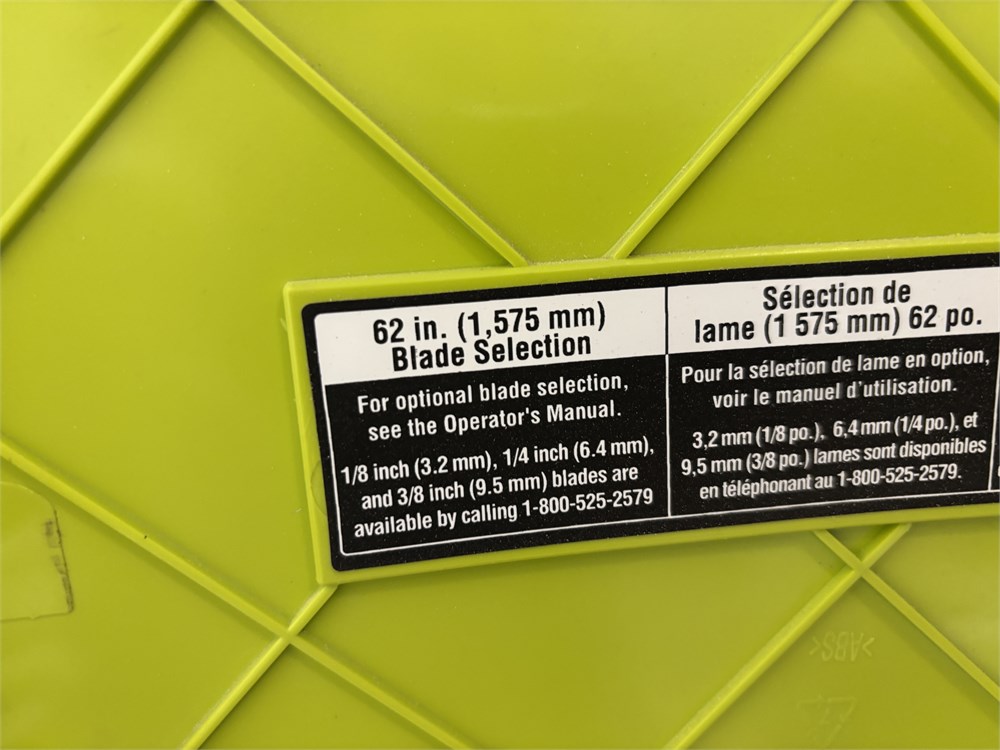 62 in. (1,575 mm)
Blade Selection
For optional blade selection,
see the Operator's Manual.
1/8 inch (3.2 mm), 1/4 inch (6.4 mm),
and 3/8 inch (9.5 mm) blades are
available by calling 1-800-525-2579
Sélection de
lame (1 575 mm) 62 po.
Pour la sélection de lame en option,
voir le manuel d'utilisation.
3,2 mm (1/8 po.), 6,4 mm (1/4 po.), et
9,5 mm (3/8 po.) lames sont disponibles
en téléphonant au 1-800-525-2579.
>ABS<